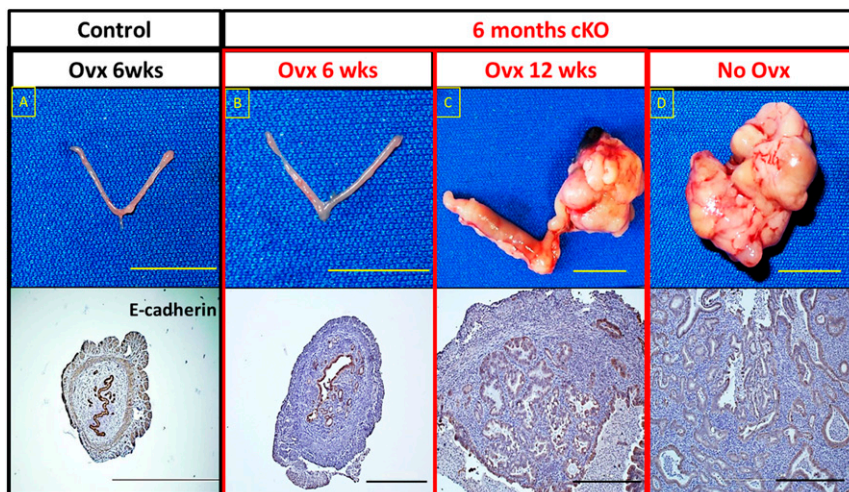 Control
6 months cKO
Ovx 6wks
Ovx 6 wks
Ovx 12 wks
No Ovx
A
B
C
D
E-cadherin